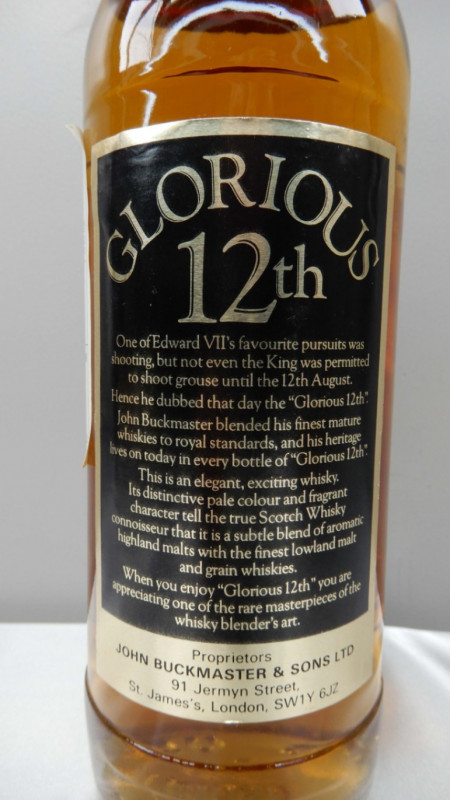 GLORIOUS
12th
One of Edward VII's favourite pursuits was
shooting, but not even the King was permitted
to shoot grouse until the 12th August.
Hence he dubbed that day the "Glorious 12th".
John Buckmaster blended his finest mature
whiskies to royal standards, and his heritage
lives on today in every bottle of "Glorious 12th".
This is an elegant, exciting whisky.
Its distinctive pale colour and fragrant
character tell the true Scotch Whisky
connoisseur that it is a subtle blend of aromatic
highland malts with the finest lowland malt
and grain whiskies.
When you enjoy "Glorious 12th" you are
appreciating one of the rare masterpieces of the
whisky blender's art.
Proprietors
JOHN BUCKMASTER & SONS LTD
91 Jermyn Street,
St. James's, London, SW1Y 6JZ